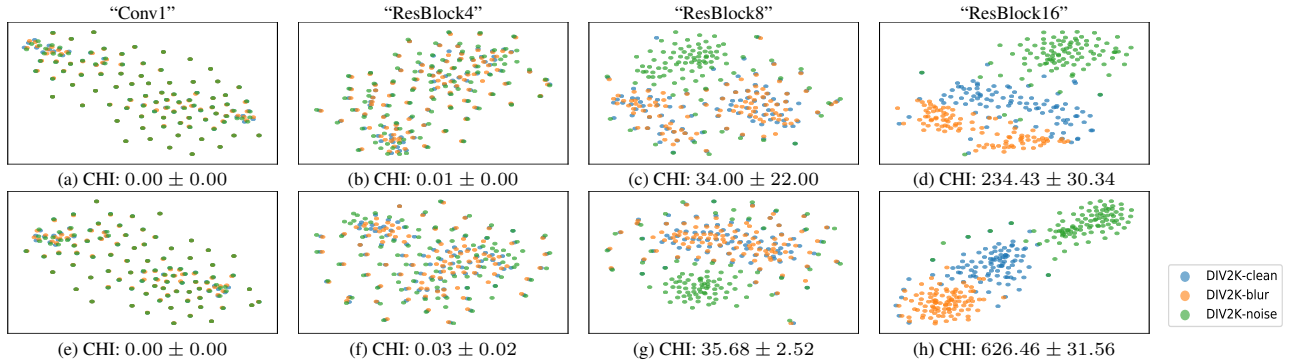 “Conv1” “ResBlock4” “ResBlock8” “ResBlock16”
(a) CHI: 0.00 ± 0.00 (b) CHI: 0.01 ± 0.00 (c) CHI: 34.00 ± 22.00 (d) CHI: 234.43 ± 30.34
DIV2K-clean
DIV2K-blur
DIV2K-noise
(e) CHI: 0.00 ± 0.00 (f) CHI: 0.03 ± 0.02 (g) CHI: 35.68 ± 2.52 (h) CHI: 626.46 ± 31.56